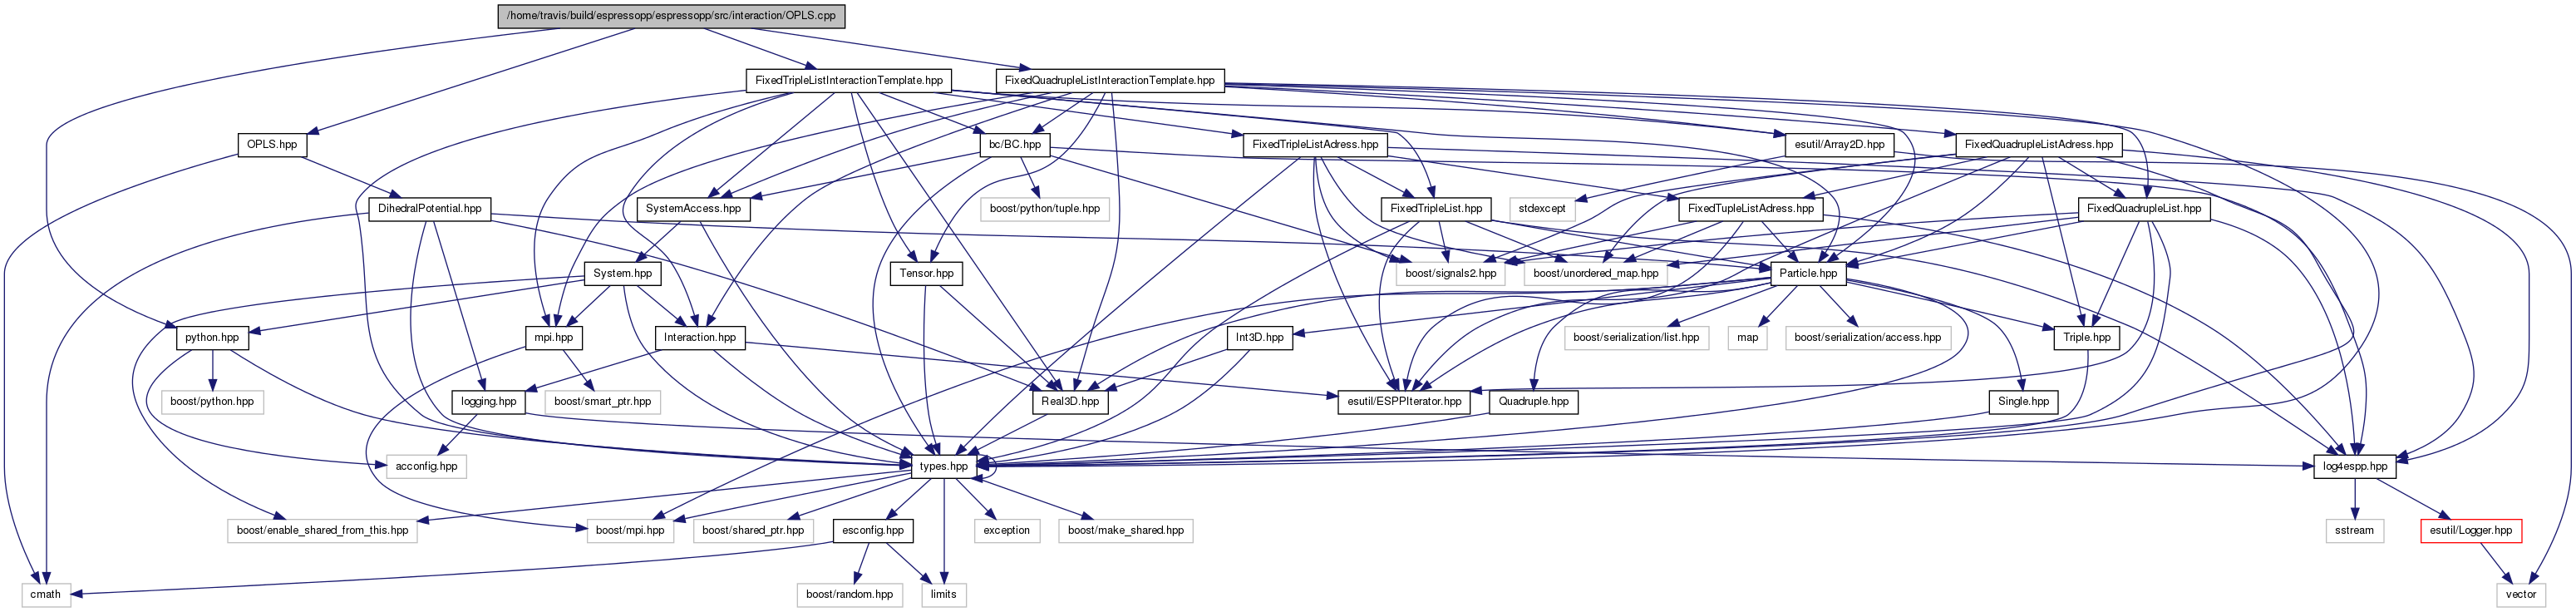 /home/travis/build/espressopp/espressopp/src/interaction/OPLS.cpp
FixedTripleListInteractionTemplate.hpp
FixedQuadrupleListInteractionTemplate.hpp
OPLS.hpp
bc/BC.hpp
FixedTripleListAdress.hpp
esutil/Array2D.hpp
FixedQuadrupleListAdress.hpp
DihedralPotential.hpp
SystemAccess.hpp
boost/python/tuple.hpp
FixedTripleList.hpp
stdexcept
FixedTupleListAdress.hpp
FixedQuadrupleList.hpp
System.hpp
Tensor.hpp
boost/signals2.hpp
boost/unordered_map.hpp
Particle.hpp
python.hpp
mpi.hpp
Interaction.hpp
Int3D.hpp
boost/serialization/list.hpp
map
boost/serialization/access.hpp
Triple.hpp
boost/python.hpp
logging.hpp
boost/smart_ptr.hpp
Real3D.hpp
esutil/ESPPIterator.hpp
Quadruple.hpp
Single.hpp
acconfig.hpp
types.hpp
log4espp.hpp
boost/enable_shared_from_this.hpp
boost/mpi.hpp
boost/shared_ptr.hpp
esconfig.hpp
exception
boost/make_shared.hpp
sstream
esutil/Logger.hpp
cmath
boost/random.hpp
limits
vector